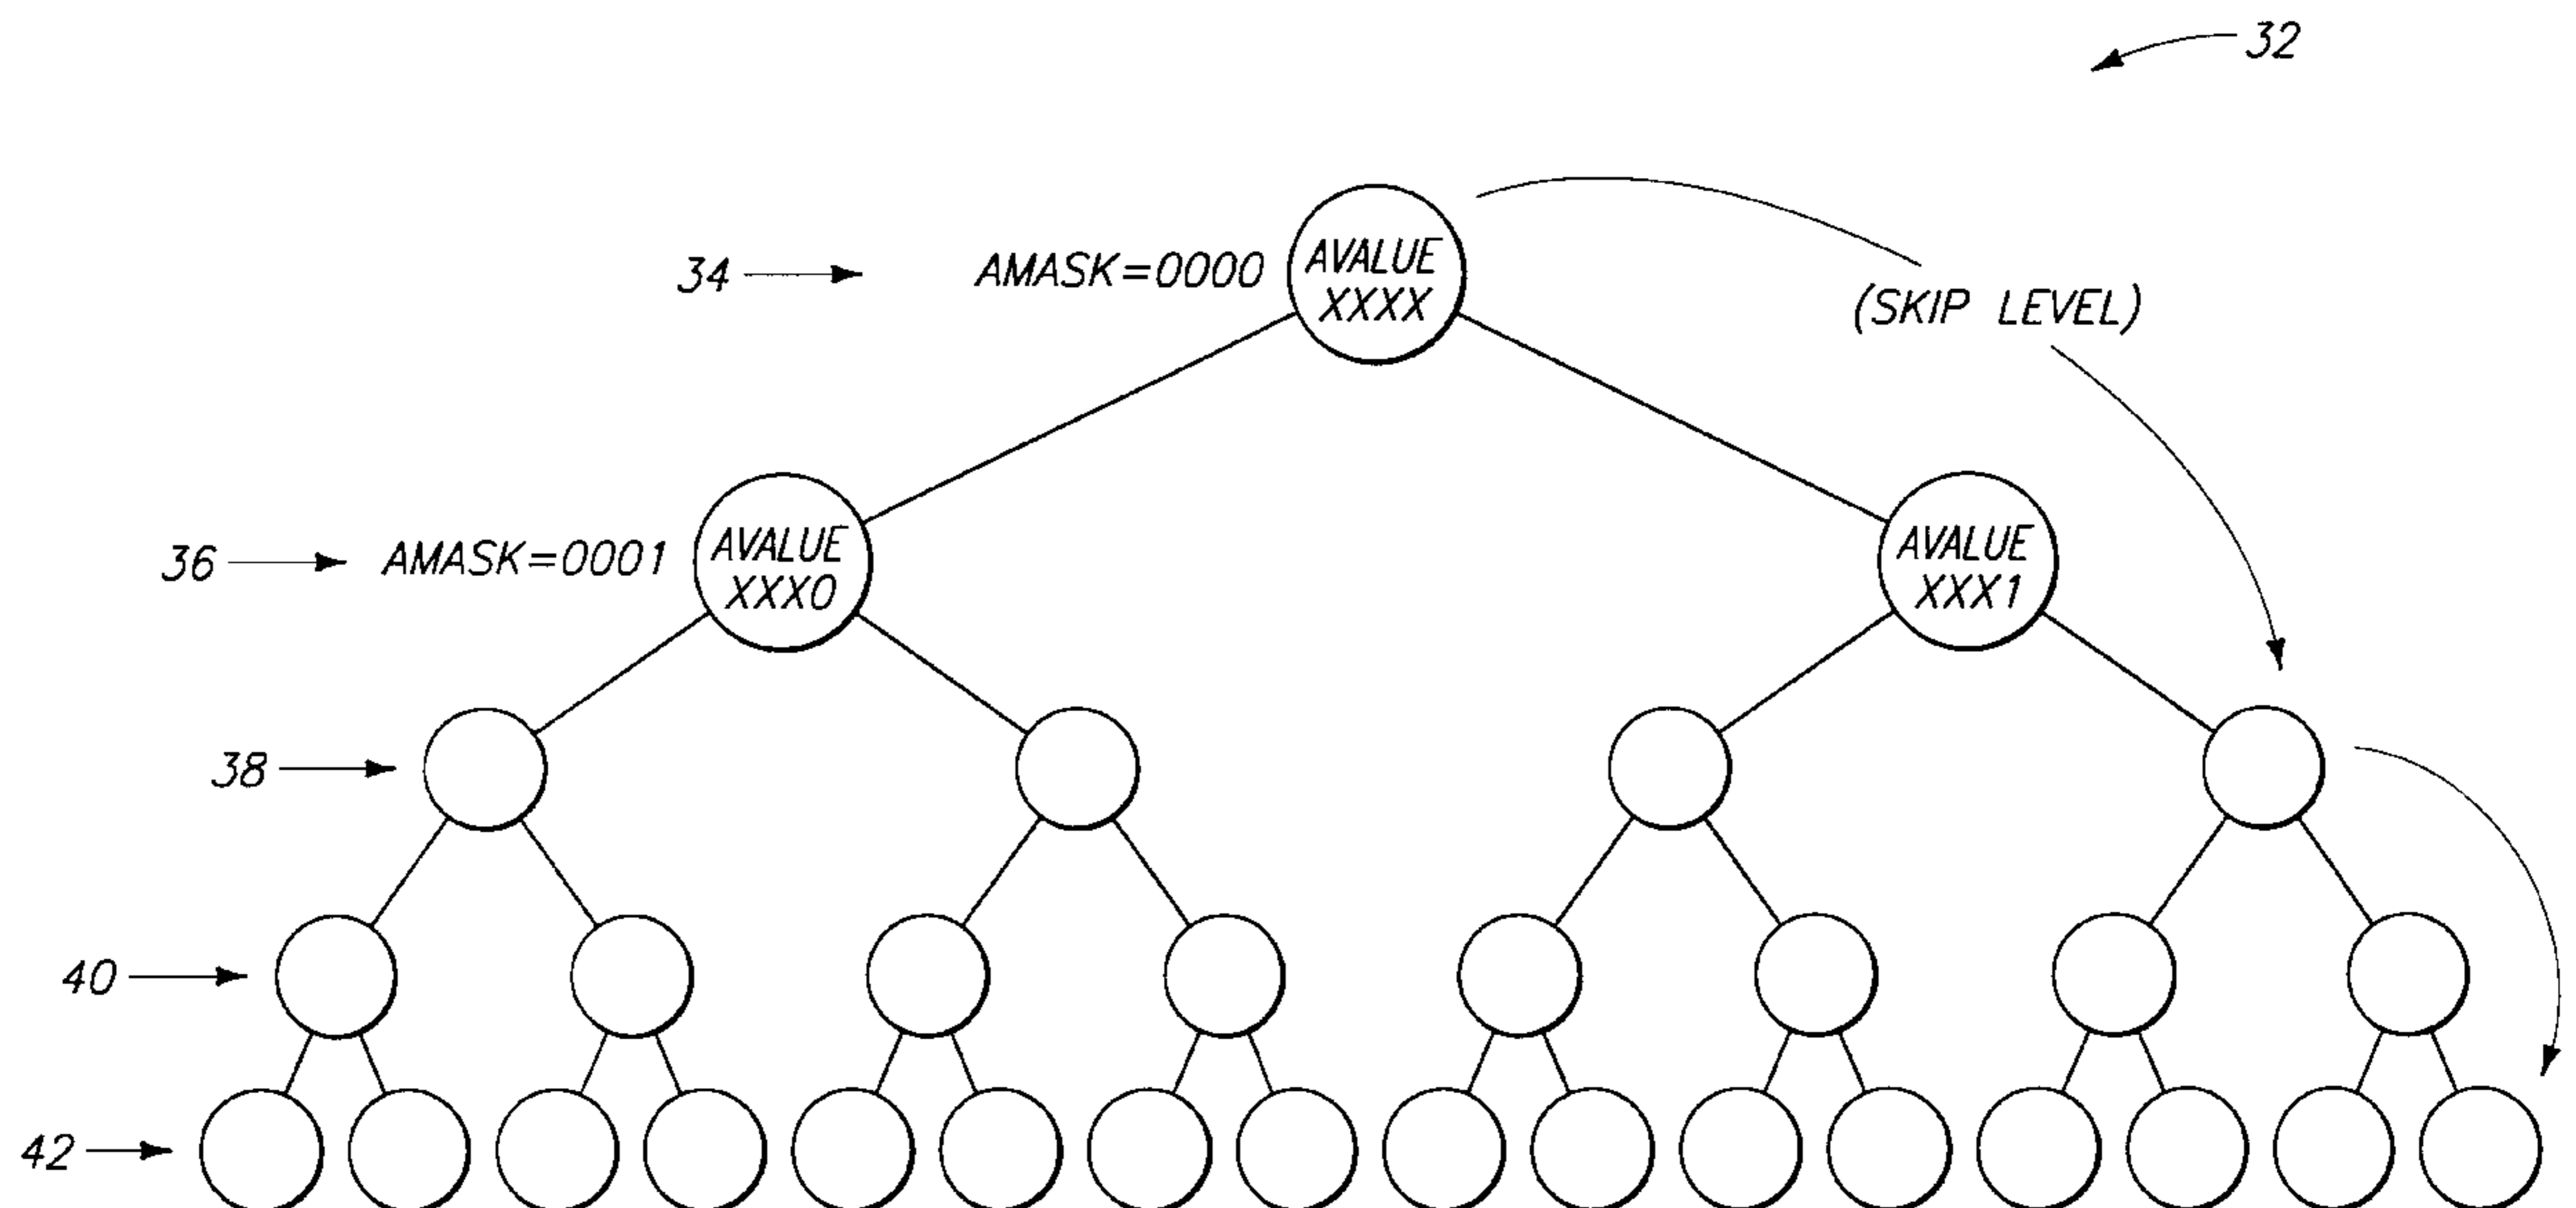 32
34
AMASK=0000
AVALUE
XXXX
(SKIP LEVEL)
36
AMASK=0001
AVALUE
XXX0
AVALUE
XXX1
38
40
42